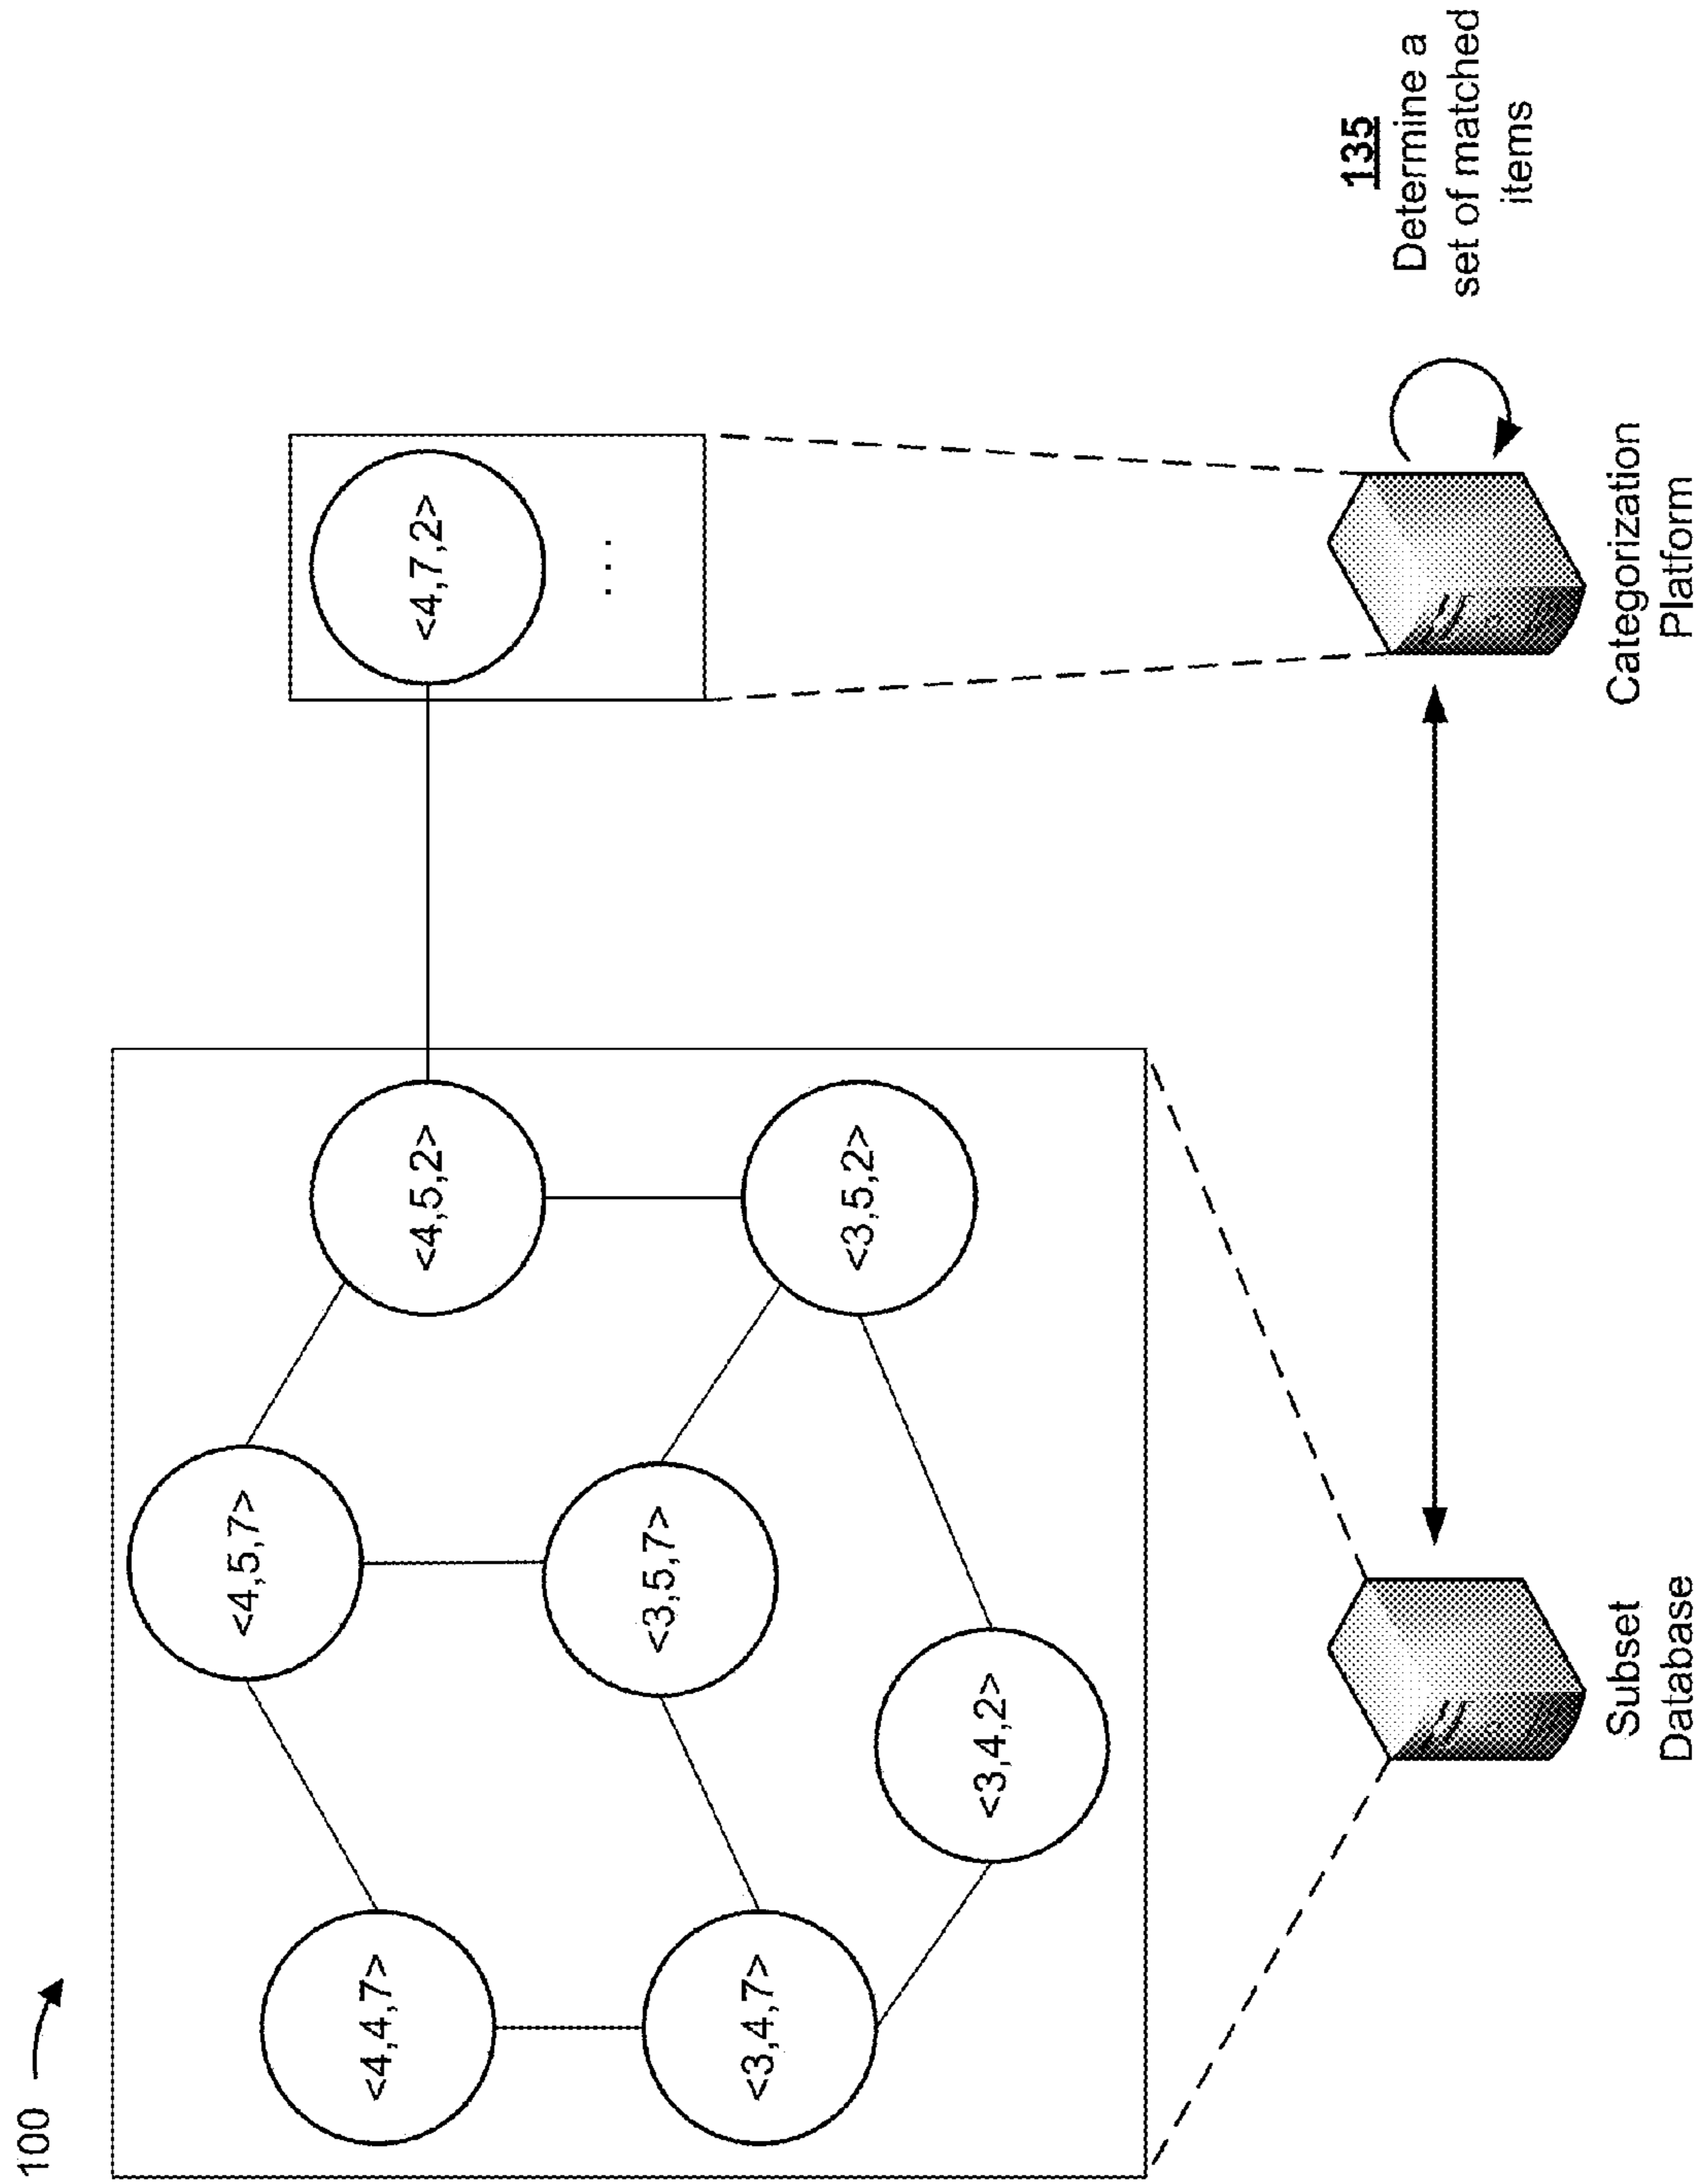 100
<4,4,7>
<4,5,7>
<4,5,2>
<4,7,2>
. . .
<3,4,7>
<3,5,7>
<3,5,2>
<3,4,2>
135
Determine a
set of matched
items
Subset
Database
Categorization
Platform